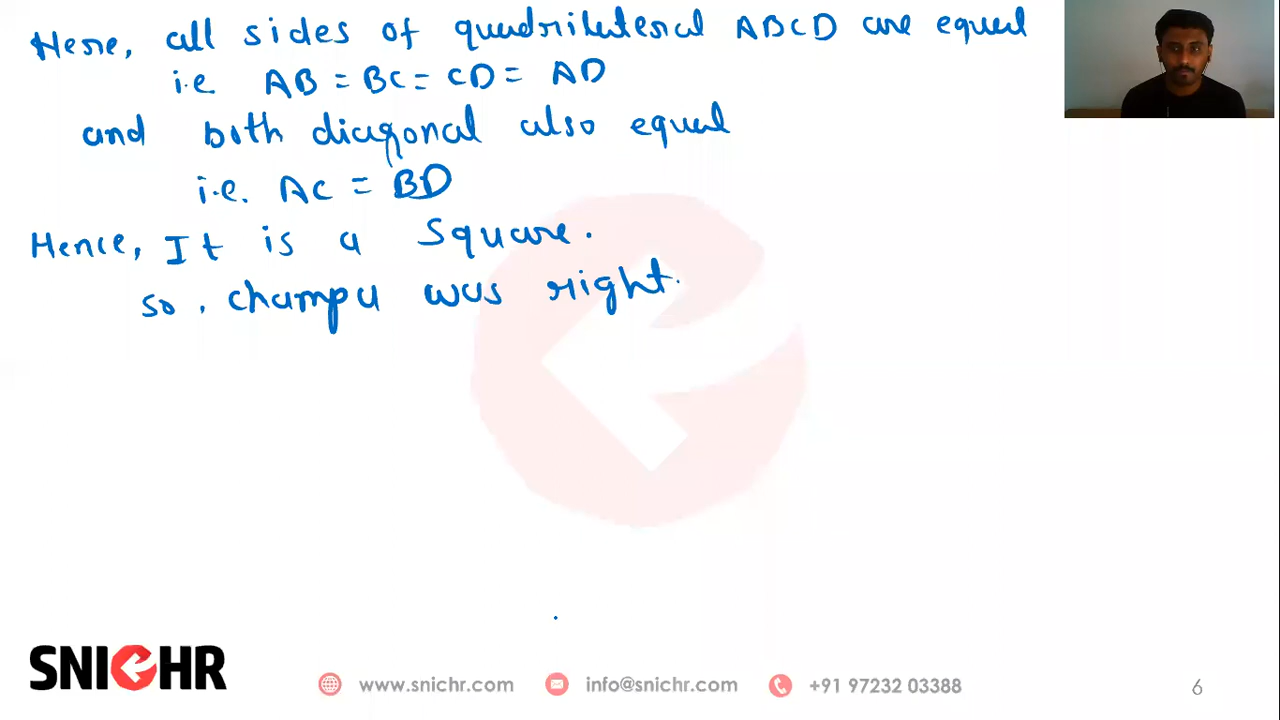 Here, all sides of quadrilateral ABCD are equal
i.e AB = BC = CD = AD
and both diagonal also equal
i.e. AC = BD
Hence, It is a Square.
so, champa was right.
SNICHR
www.snichr.com info@snichr.com +91 97232 03388 6